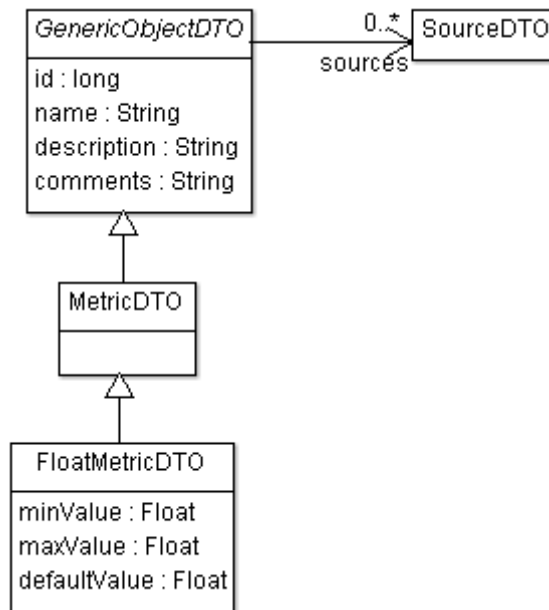 GenericObjectDTO
id : long
name : String
description : String
comments : String
0..*
sources
SourceDTO
MetricDTO
FloatMetricDTO
minValue : Float
maxValue : Float
defaultValue : Float